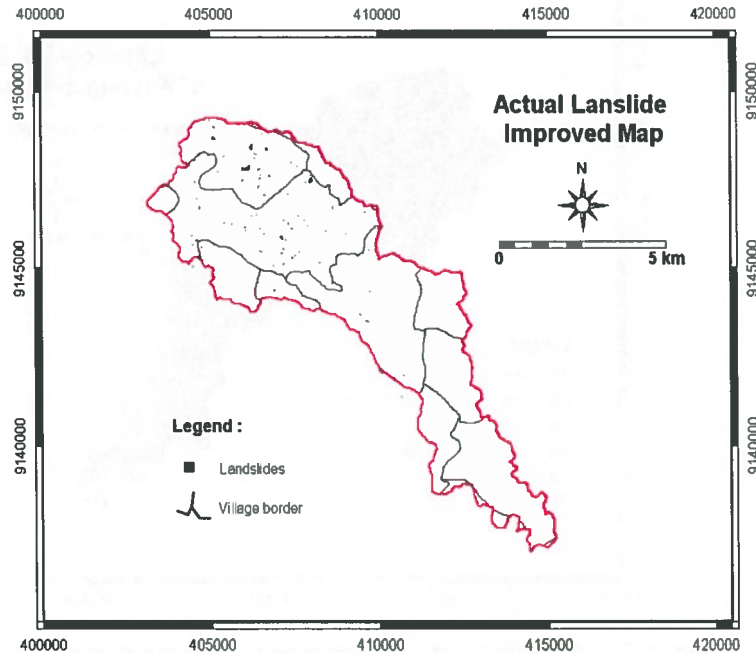 400000 405000 410000 415000 420000
9150000 9150000
Actual Lanslide
Improved Map
N
0 5 km
9145000 9145000
Legend :
Landslides
Village border
9140000 9140000
400000 405000 410000 415000 420000